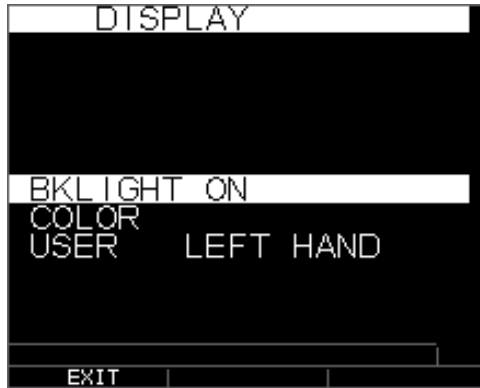 DISPLAY
BKLIGHT ON
COLOR
USER LEFT HAND
EXIT